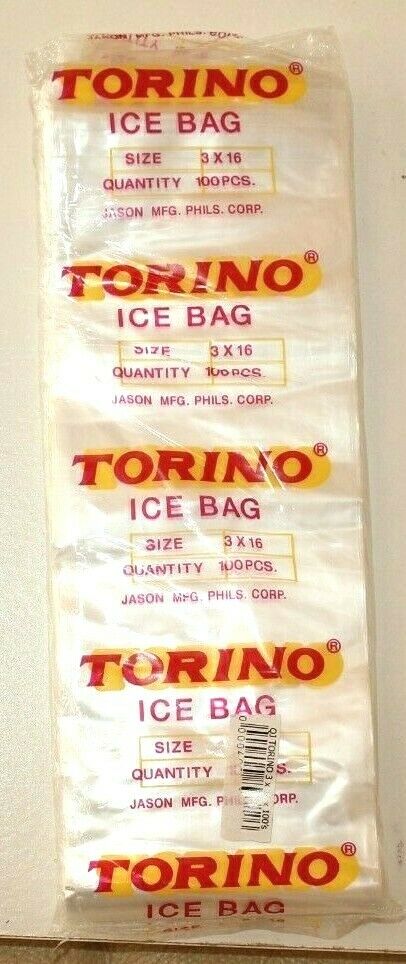 TORINO®
ICE BAG
SIZE 3 X 16
QUANTITY 100PCS.
JASON MFG. PHILS. CORP.
TORINO®
ICE BAG
SIZE 3 X 16
QUANTITY 100PCS.
JASON MFG. PHILS. CORP.
TORINO®
ICE BAG
SIZE 3 X 16
QUANTITY 100PCS.
JASON MFG. PHILS. CORP.
TORINO®
ICE BAG
SIZE
QUANTITY
JASON MFG. PHILS. CORP.
TORINO®
ICE BAG